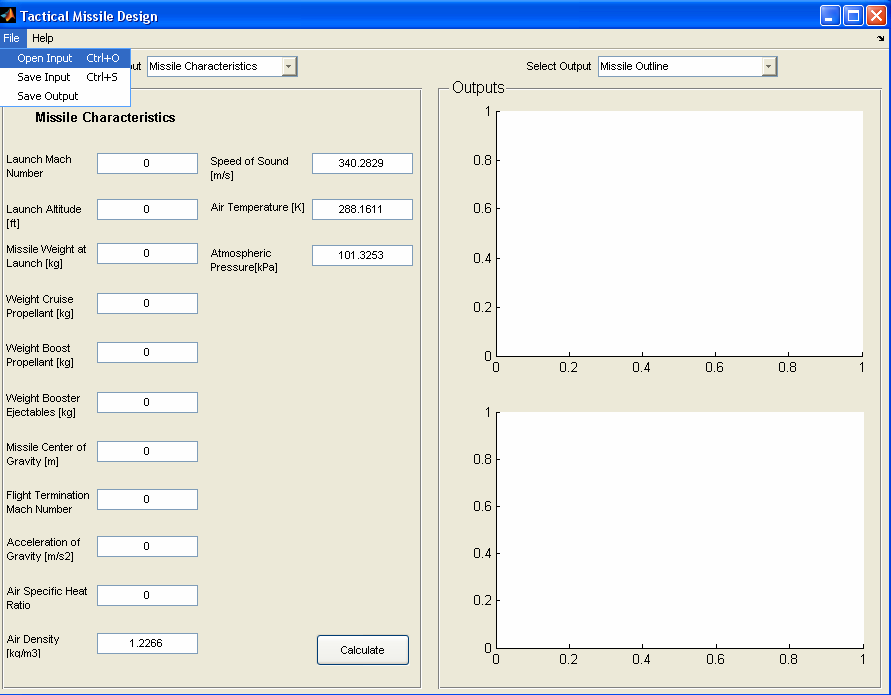 Tactical Missile Design
File Help
Open Input Ctrl+O
Save Input Ctrl+S
Save Output
Missile Characteristics
Select Output Missile Outline
Missile Characteristics
Launch Mach
Number
0
Speed of Sound
[m/s]
340.2829
Launch Altitude
[ft]
0
Air Temperature [K]
288.1611
Missile Weight at
Launch [kg]
0
Atmospheric
Pressure[kPa]
101.3253
Weight Cruise
Propellant [kg]
0
Weight Boost
Propellant [kg]
0
Weight Booster
Ejectables [kg]
0
Missile Center of
Gravity [m]
0
Flight Termination
Mach Number
0
Acceleration of
Gravity [m/s2]
0
Air Specific Heat
Ratio
0
Air Density
[kg/m3]
1.2266
Calculate
Outputs
1
0.8
0.6
0.4
0.2
0
0 0.2 0.4 0.6 0.8 1
1
0.8
0.6
0.4
0.2
0
0 0.2 0.4 0.6 0.8 1